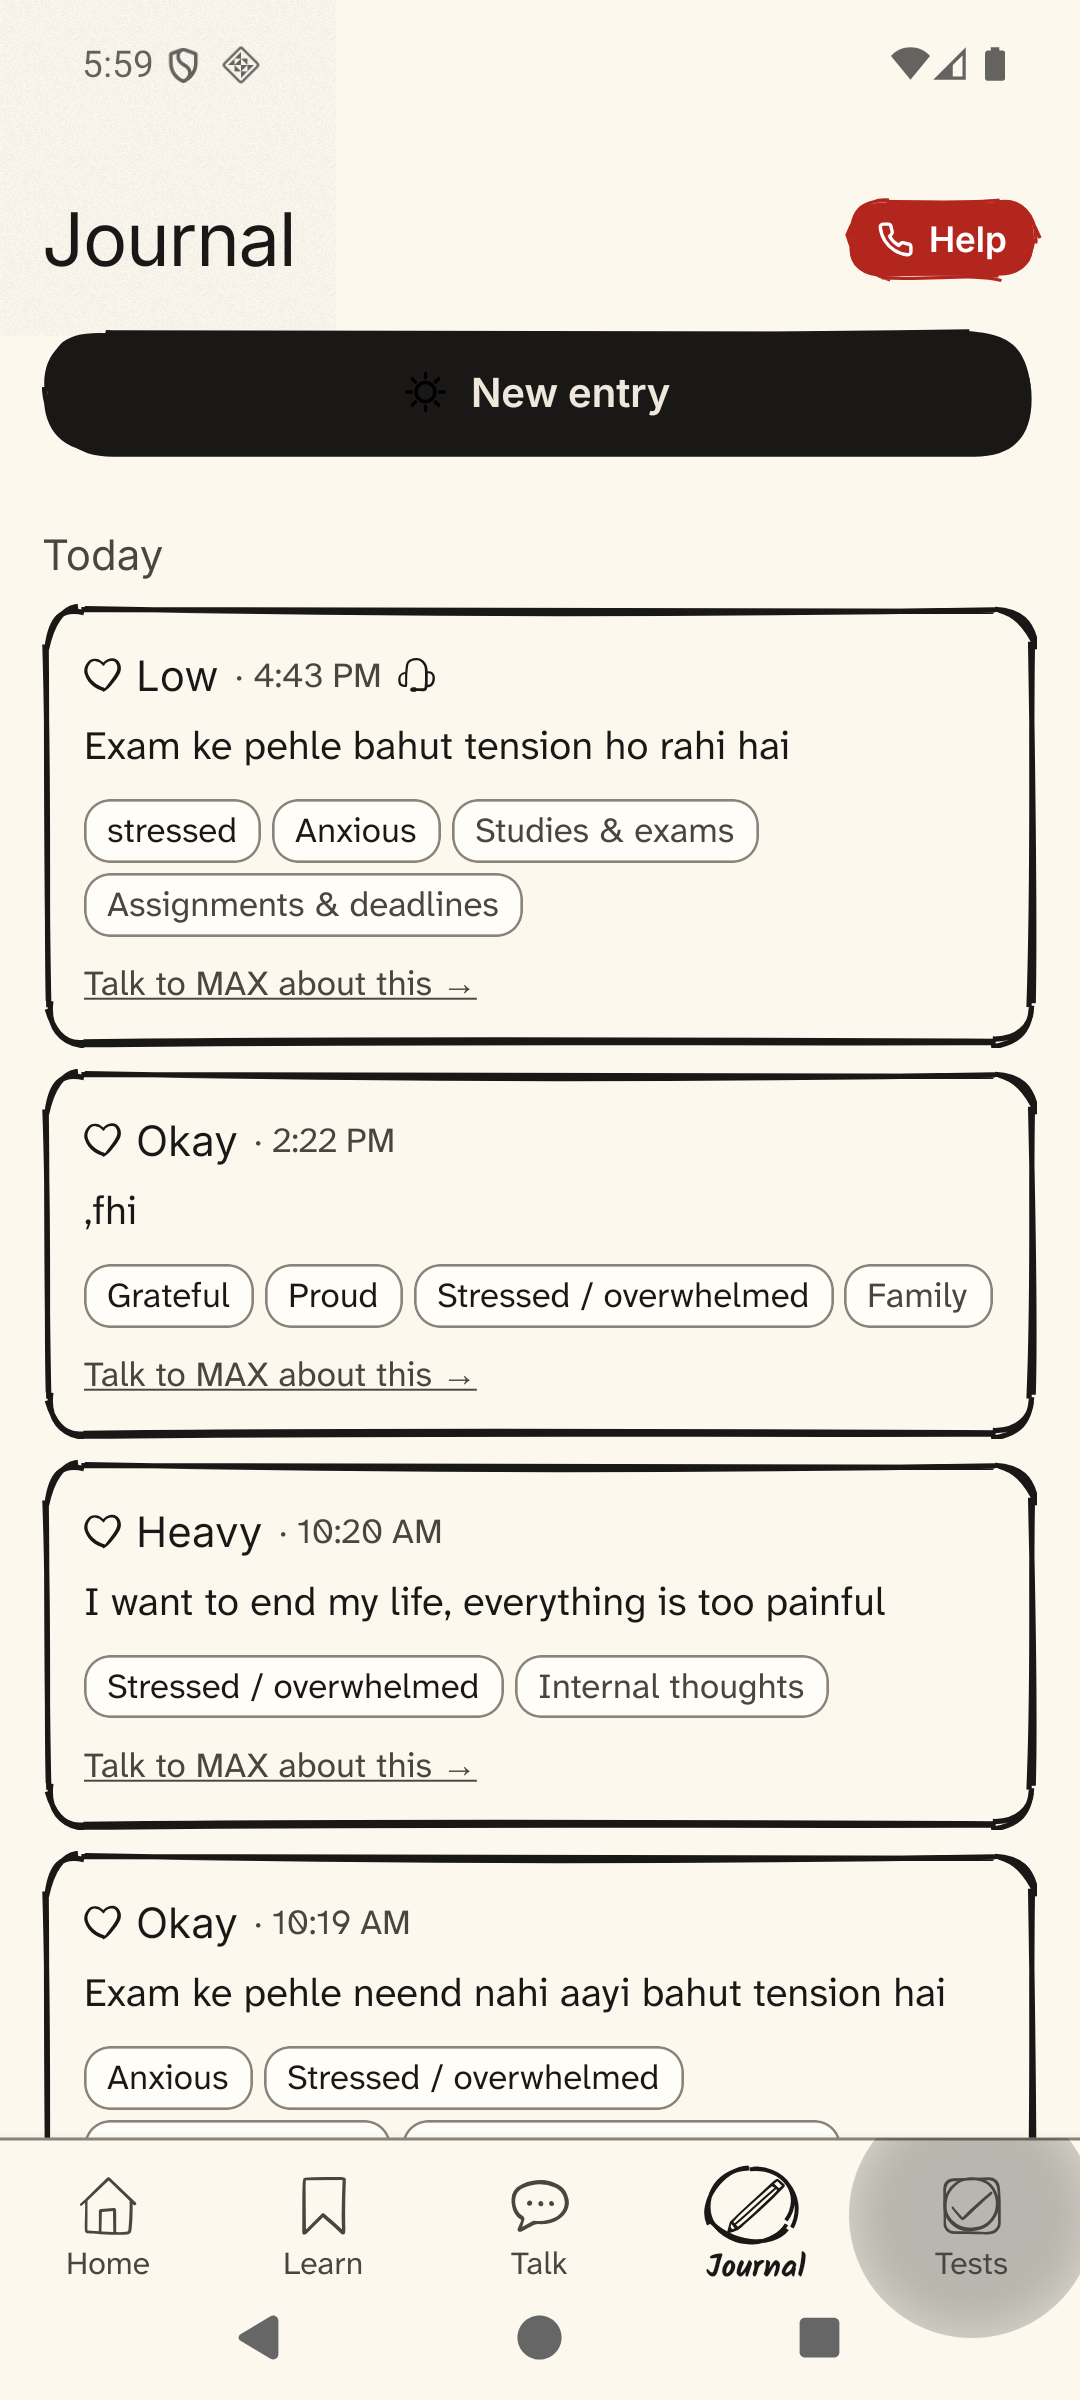 5:59
Journal
Help
New entry
Today
Low · 4:43 PM
Exam ke pehle bahut tension ho rahi hai
stressed Anxious Studies & exams
Assignments & deadlines
Talk to MAX about this →
Okay · 2:22 PM
,fhi
Grateful Proud Stressed / overwhelmed Family
Talk to MAX about this →
Heavy · 10:20 AM
I want to end my life, everything is too painful
Stressed / overwhelmed Internal thoughts
Talk to MAX about this →
Okay · 10:19 AM
Exam ke pehle neend nahi aayi bahut tension hai
Anxious Stressed / overwhelmed
Home Learn Talk Journal Tests